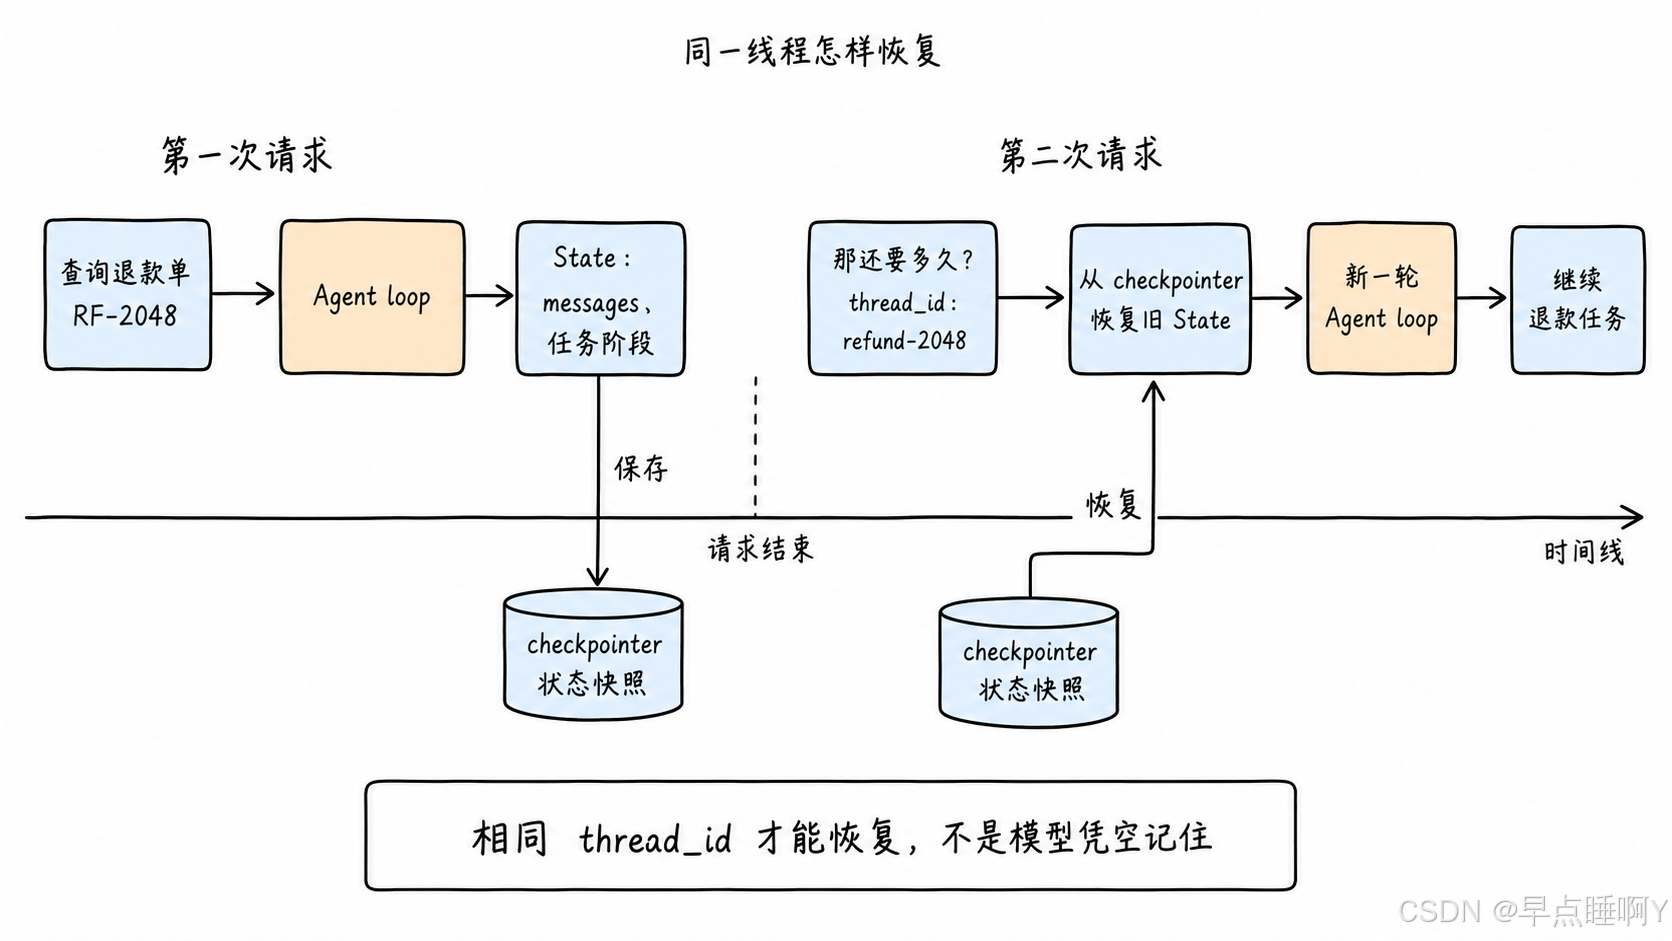 同一线程怎样恢复
第一次请求
第二次请求
查询退款单
RF-2048
Agent loop
State：
messages、
任务阶段
那还要多久？
thread_id：
refund-2048
从 checkpointer
恢复旧 State
新一轮
Agent loop
继续
退款任务
保存
恢复
请求结束
时间线
checkpointer
状态快照
checkpointer
状态快照
相同 thread_id 才能恢复，不是模型凭空记住
CSDN @早点睡啊Y